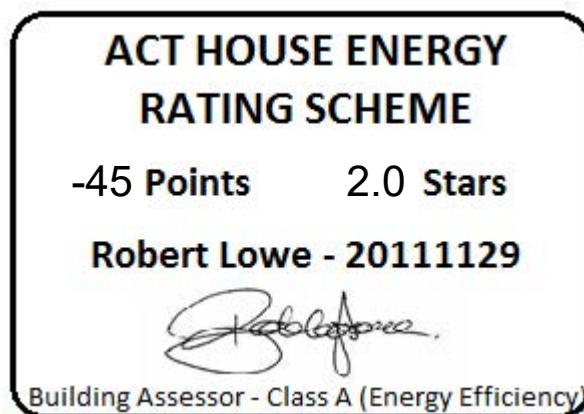 ACT HOUSE ENERGY
RATING SCHEME
-45 Points 2.0 Stars
Robert Lowe - 20111129
Building Assessor - Class A (Energy Efficiency)